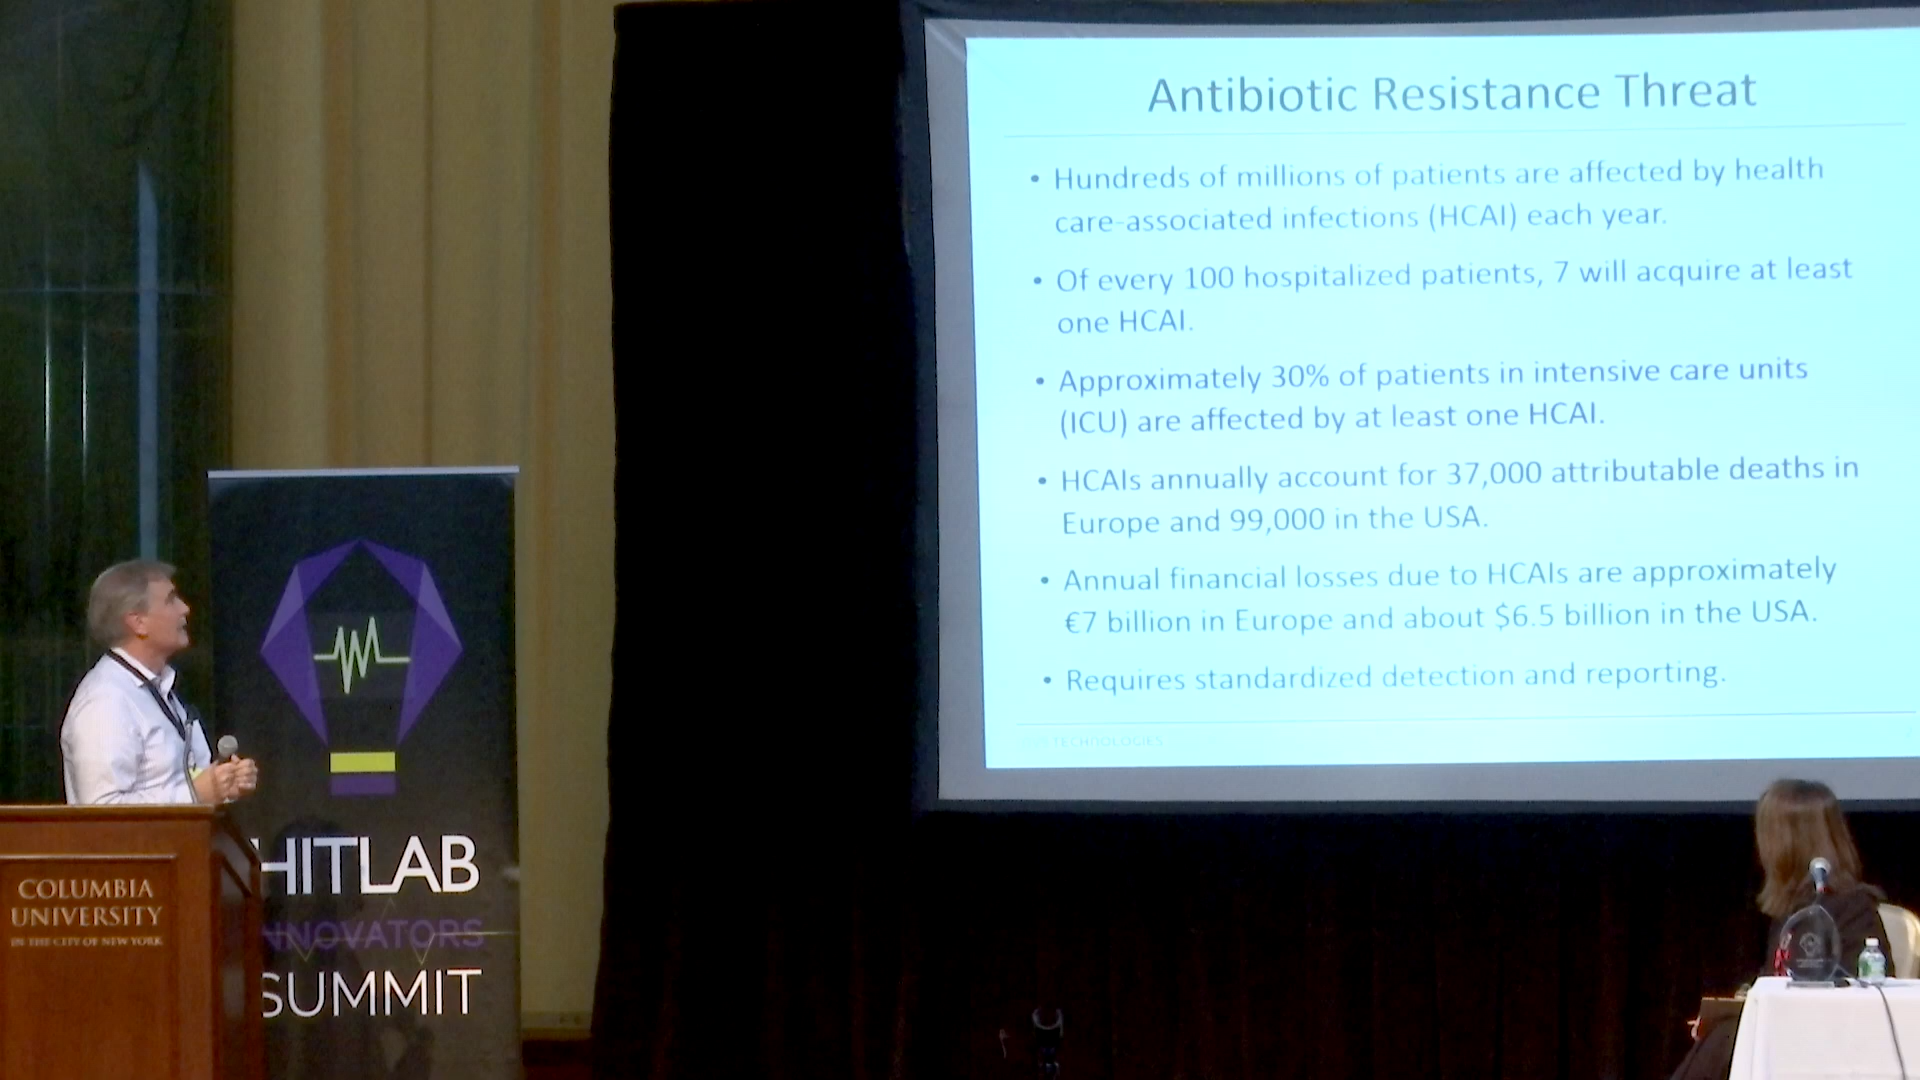 Antibiotic Resistance Threat
• Hundreds of millions of patients are affected by health
care-associated infections (HCAI) each year.
• Of every 100 hospitalized patients, 7 will acquire at least
one HCAI.
• Approximately 30% of patients in intensive care units
(ICU) are affected by at least one HCAI.
• HCAIs annually account for 37,000 attributable deaths in
Europe and 99,000 in the USA.
• Annual financial losses due to HCAIs are approximately
€7 billion in Europe and about $6.5 billion in the USA.
• Requires standardized detection and reporting.
TECHNOLOGIES
HITLAB
INNOVATORS
SUMMIT
COLUMBIA
UNIVERSITY
IN THE CITY OF NEW YORK